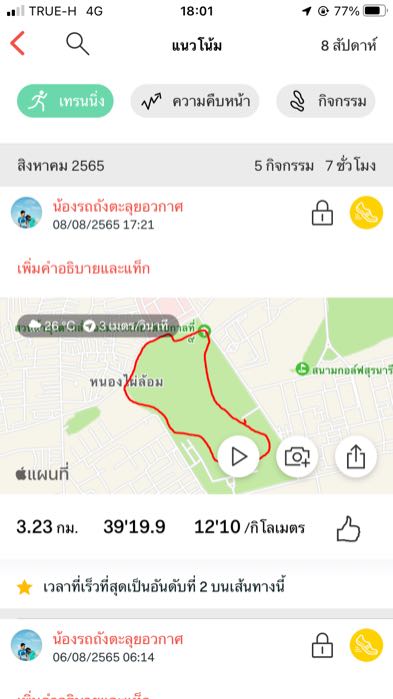 TRUE-H 4G 18:01 77%
แนวโน้ม 8 สัปดาห์
เทรนนิ่ง ความคืบหน้า กิจกรรม
สิงหาคม 2565 5 กิจกรรม 7 ชั่วโมง
น้องรถถังตะลุยอวกาศ
08/08/2565 17:21
เพิ่มคำอธิบายและแท็ก
26 °C 3 เมตร/วินาที
๙
สนามกอล์ฟสุรนารี
หนองไผ่ล้อม
แผนที่
3.23 กม. 39'19.9 12'10 /กิโลเมตร
เวลาที่เร็วที่สุดเป็นอันดับที่ 2 บนเส้นทางนี้
น้องรถถังตะลุยอวกาศ
06/08/2565 06:14